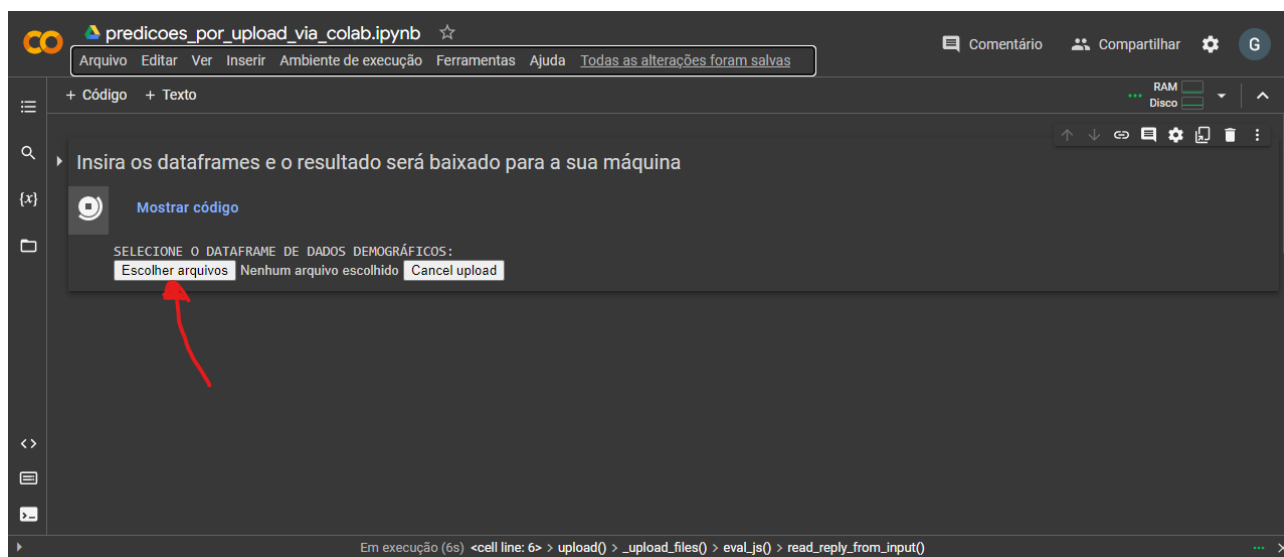 CO
predicoes_por_upload_via_colab.ipynb
Arquivo Editar Ver Inserir Ambiente de execução Ferramentas Ajuda Todas as alterações foram salvas
Comentário Compartilhar G
+ Código + Texto
RAM
Disco
Insira os dataframes e o resultado será baixado para a sua máquina
{x}
Mostrar código
SELECIONE O DATAFRAME DE DADOS DEMOGRÁFICOS:
Escolher arquivos Nenhum arquivo escolhido Cancel upload
Em execução (6s) <cell line: 6> > upload() > _upload_files() > eval_js() > read_reply_from_input()